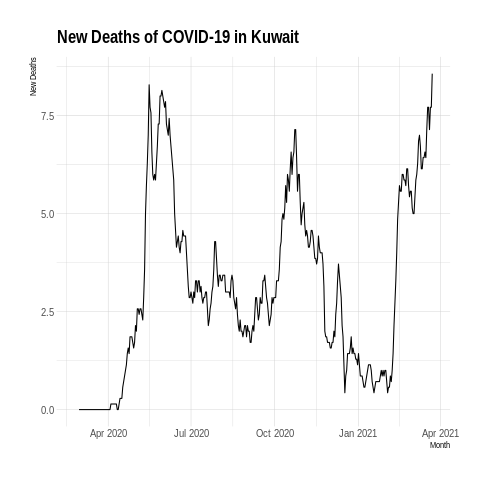 New Deaths of COVID-19 in Kuwait
New Deaths
7.5
5.0
2.5
0.0
Apr 2020 Jul 2020 Oct 2020 Jan 2021 Apr 2021
Month